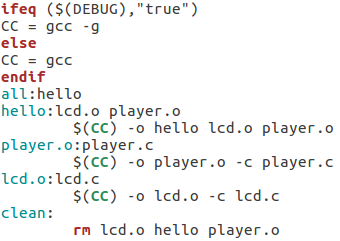 ifeq ($(DEBUG),"true")
CC = gcc -g
else
CC = gcc
endif
all:hello
hello:lcd.o player.o
        $(CC) -o hello lcd.o player.o
player.o:player.c
        $(CC) -o player.o -c player.c
lcd.o:lcd.c
        $(CC) -o lcd.o -c lcd.c
clean:
        rm lcd.o hello player.o